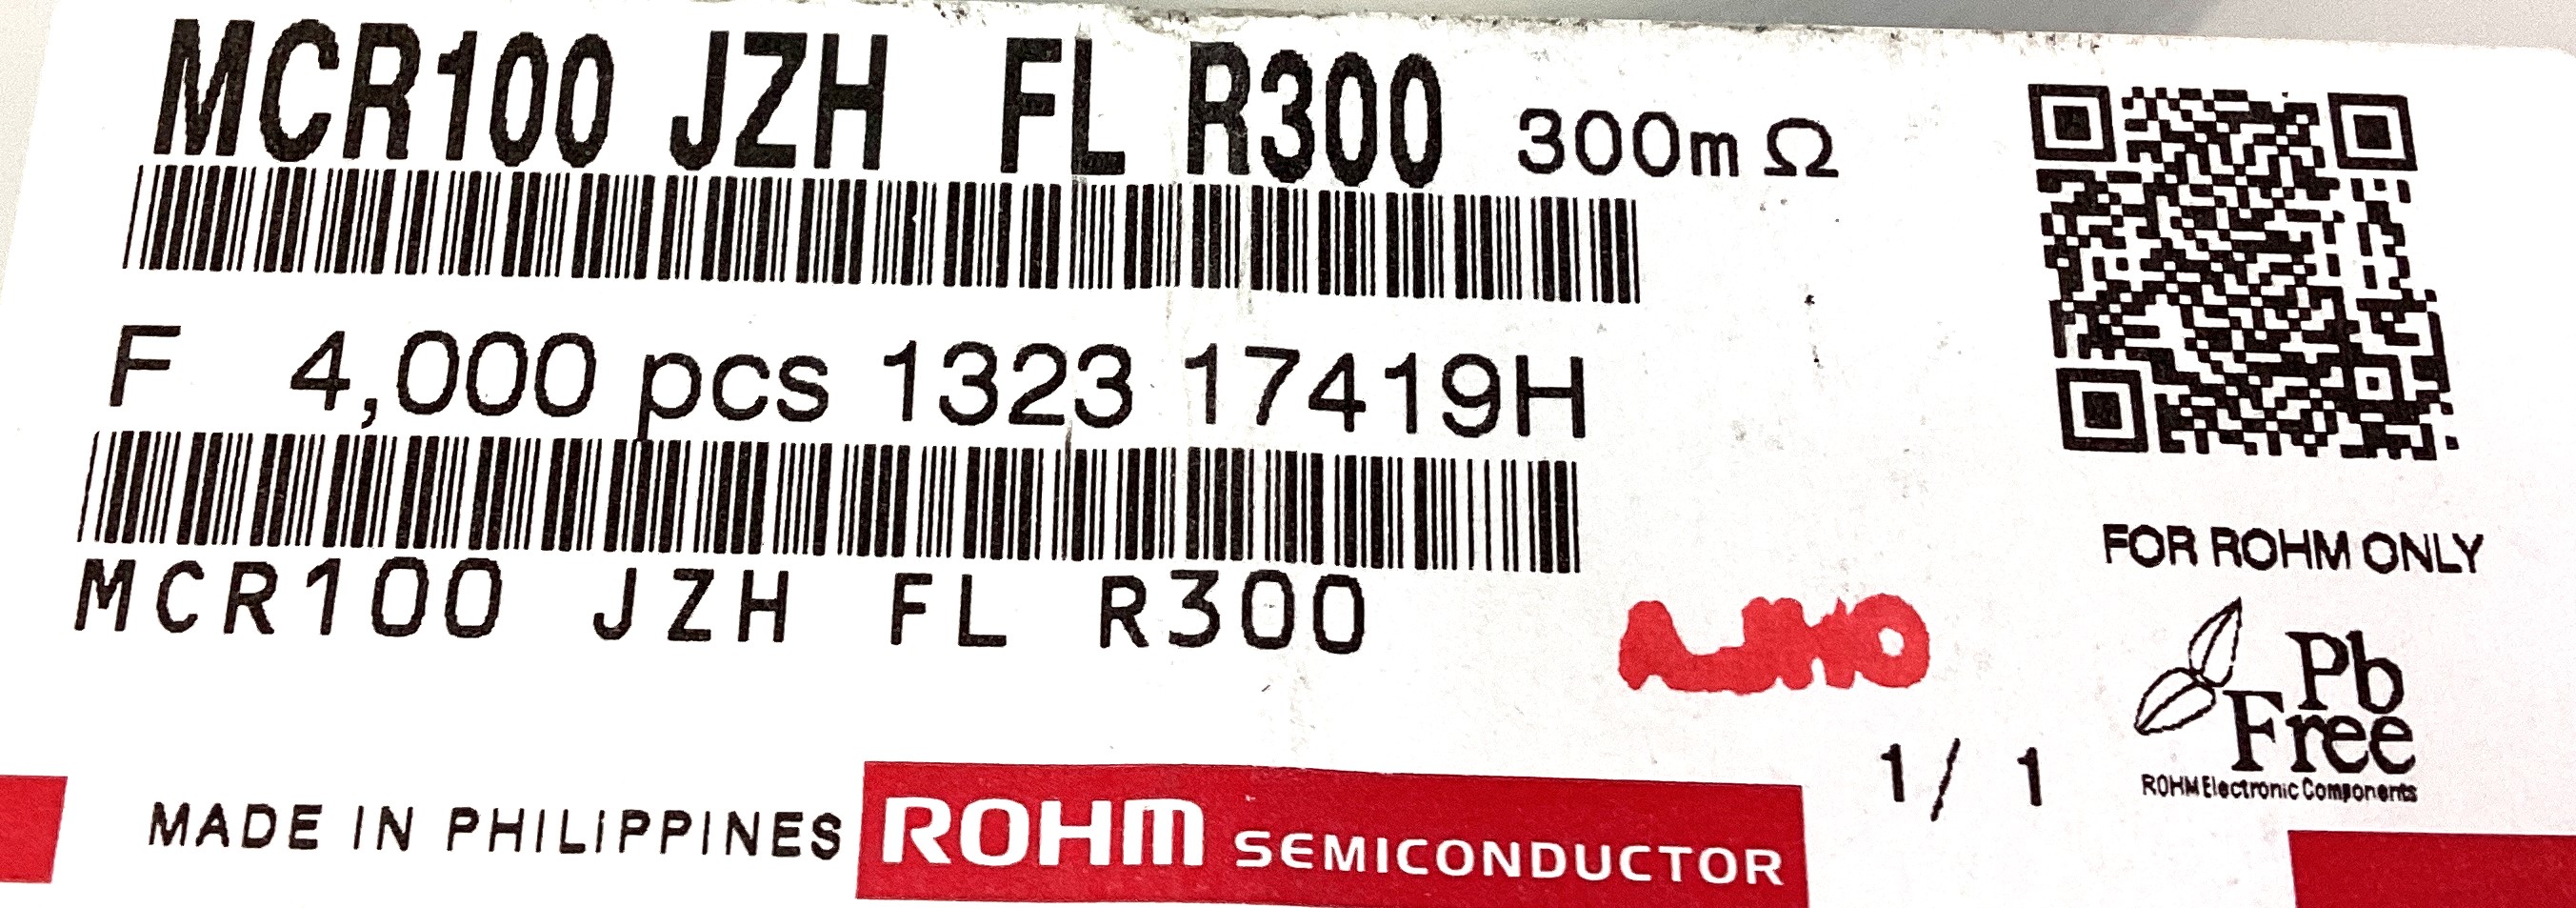 MCR100 JZH FL R300 300mΩ
F 4,000 pcs 1323 17419H
MCR100 JZH FL R300
FOR ROHM ONLY
Pb
Free
ROHM Electronic Components
1/ 1
MADE IN PHILIPPINES
ROHM SEMICONDUCTOR